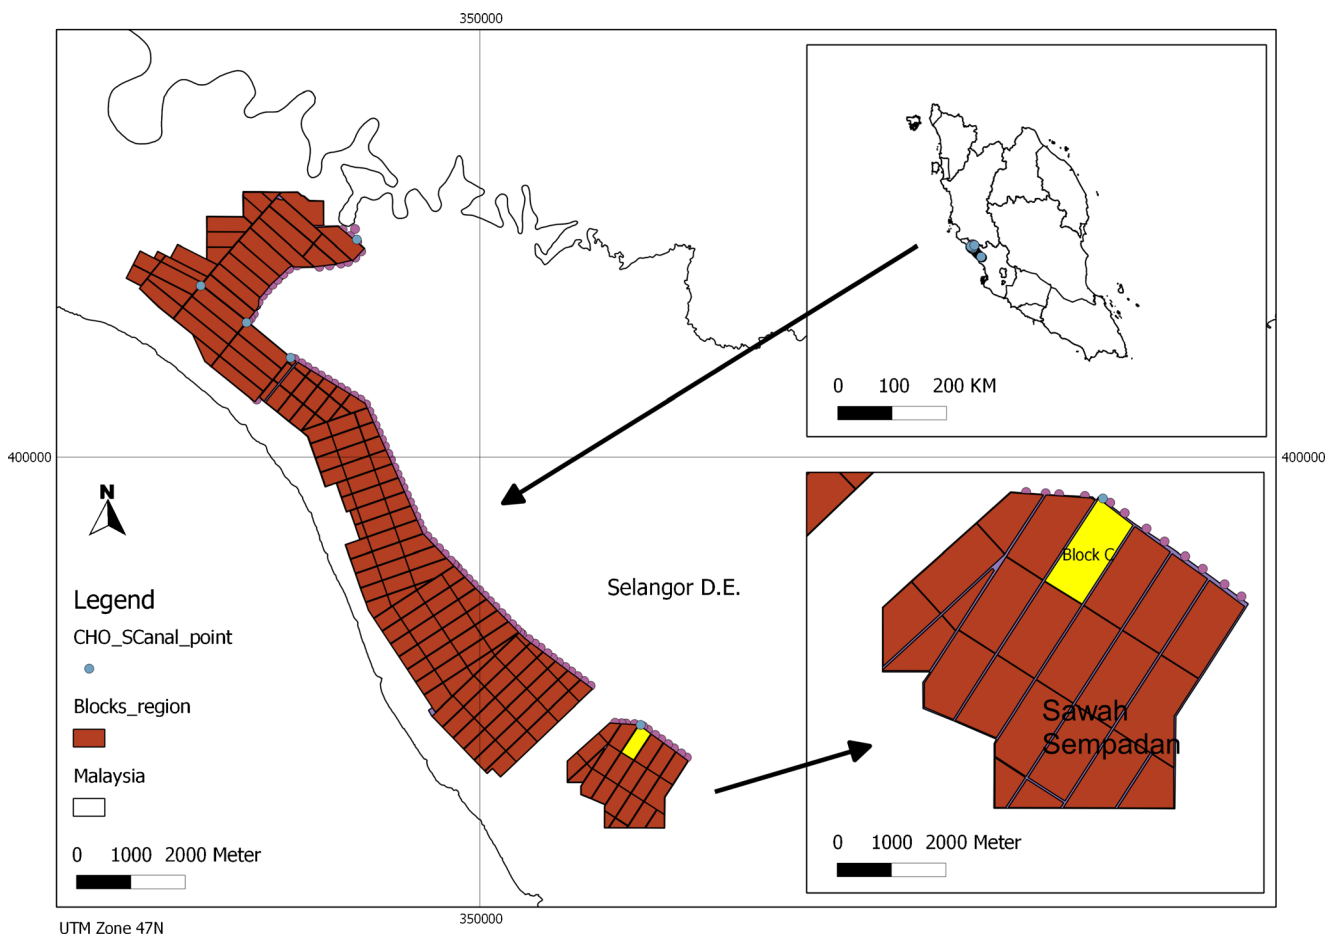 350000
0 100 200 KM
400000
400000
N
Selangor D.E.
Block C
Legend
CHO_SCanal_point
Blocks_region
Malaysia
0 1000 2000 Meter
Sawah
Sempadan
0 1000 2000 Meter
350000
UTM Zone 47N